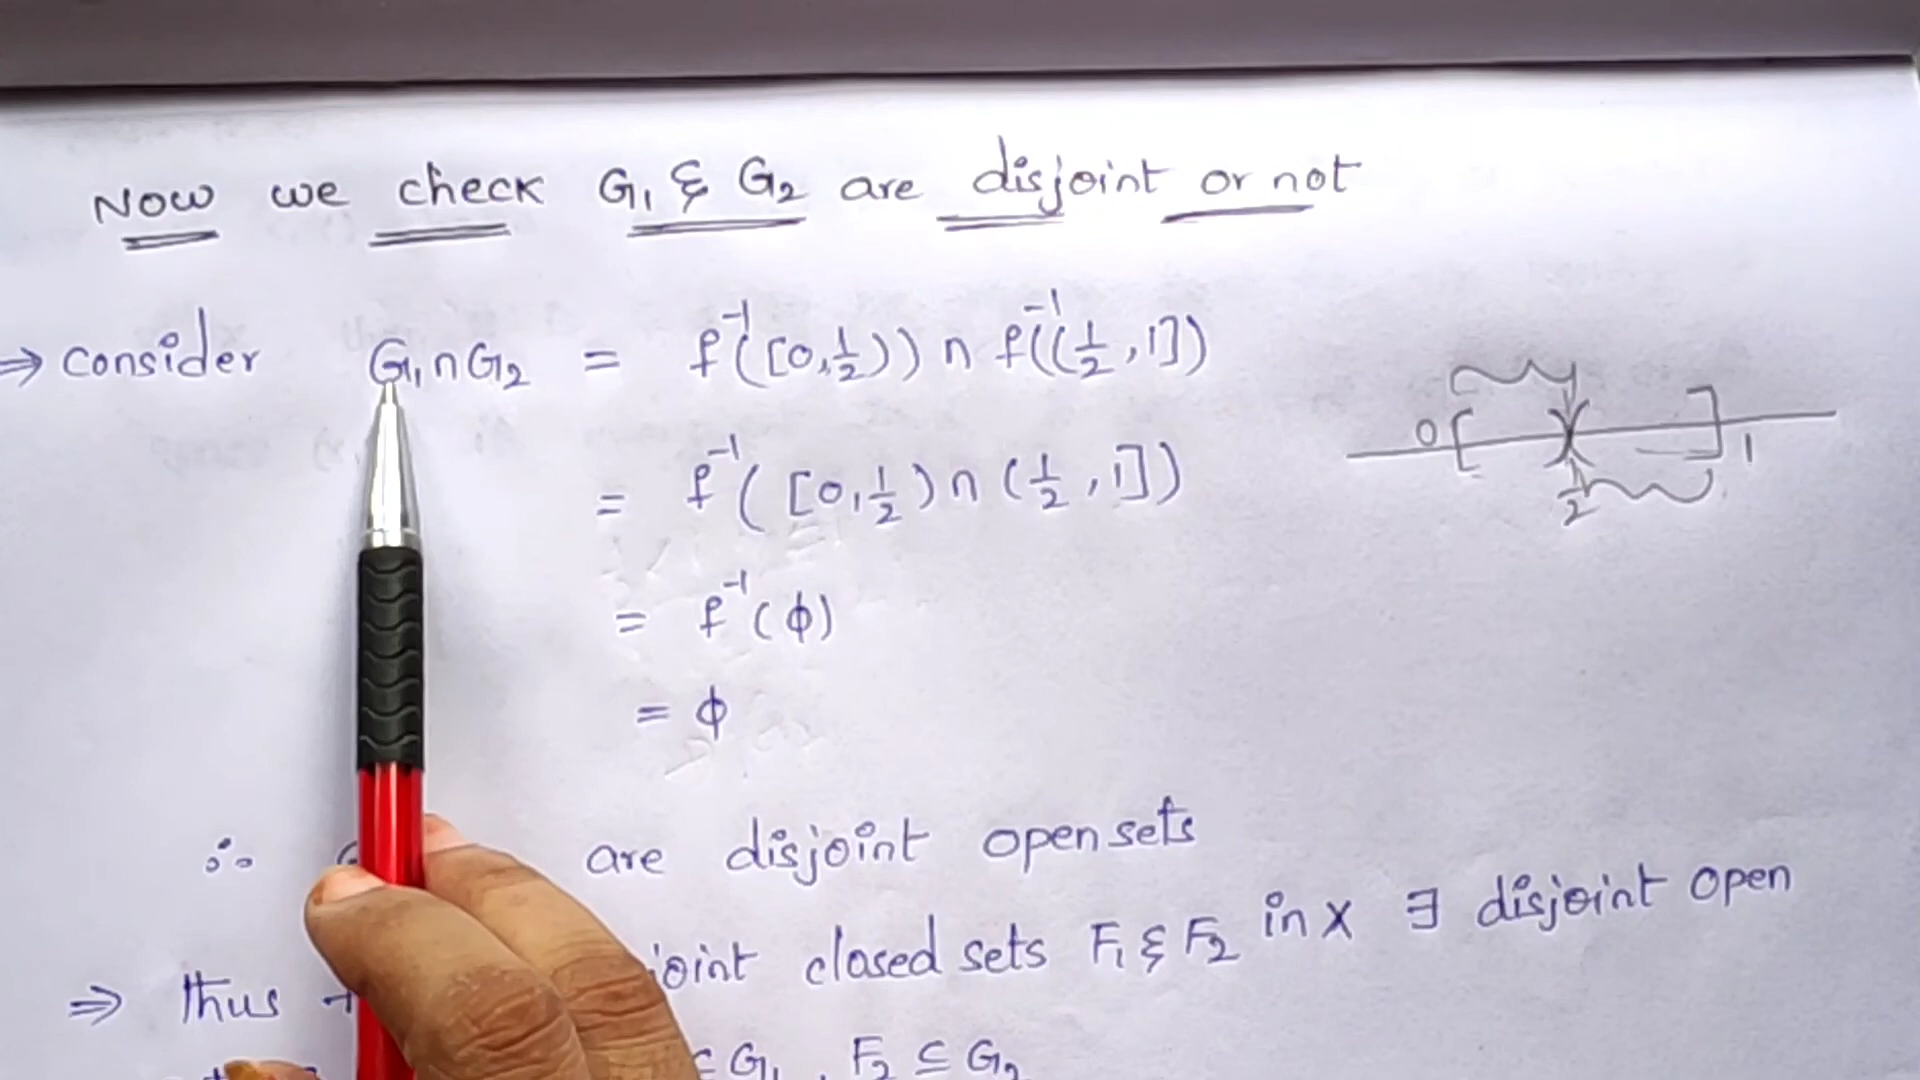 Now we check G₁ & G₂ are disjoint or not
⇒ consider G₁∩G₂ = f⁻¹([0,½)) ∩ f⁻¹((½,1])
= f⁻¹([0,½)∩(½,1])
0 [ )( ] 1
½
= f⁻¹(ϕ)
= ϕ
∴ are disjoint open sets
⇒ thus closed sets F₁ & F₂ in X ∃ disjoint open
⊆ G₁, F₂ ⊆ G₂